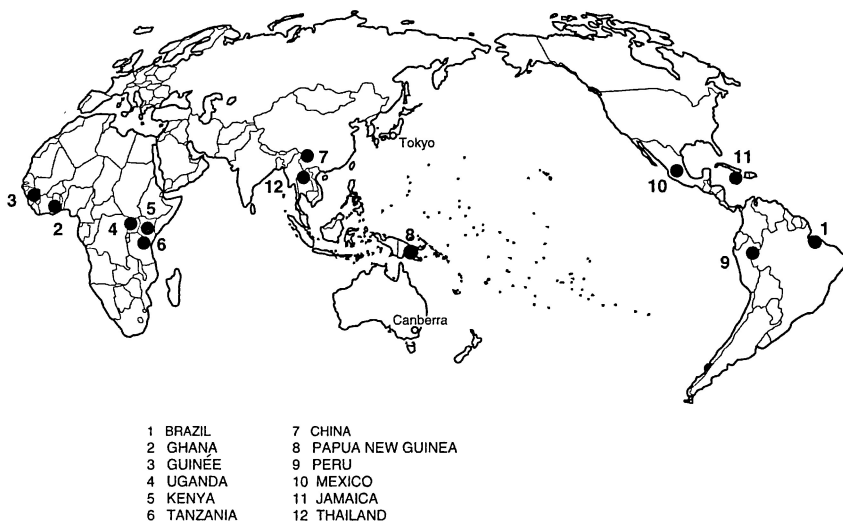 Tokyo
7
12
3
2
4
5
6
8
10
11
1
9
Canberra
1 BRAZIL
2 GHANA
3 GUINÉE
4 UGANDA
5 KENYA
6 TANZANIA
7 CHINA
8 PAPUA NEW GUINEA
9 PERU
10 MEXICO
11 JAMAICA
12 THAILAND